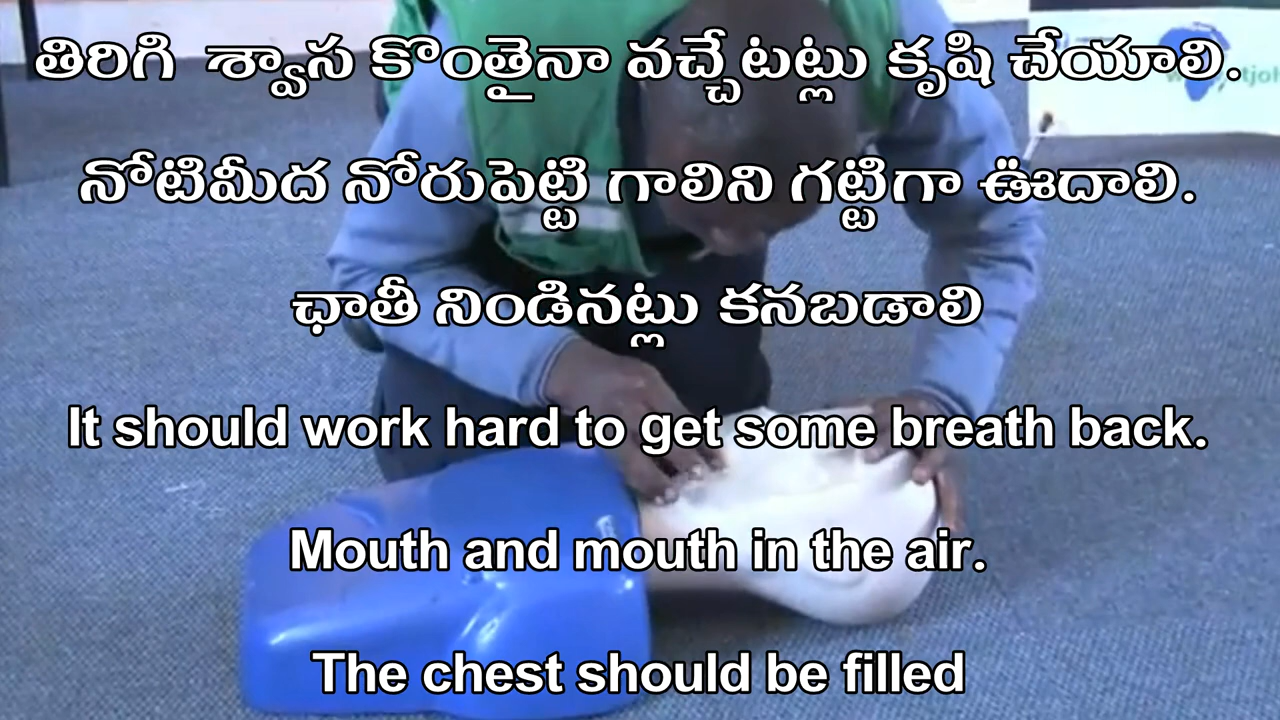 తిరిగి శ్వాస కొంతైనా వచ్చేటట్లు కృషి చేయాలి.
నోటిమీద నోరుపెట్టి గాలిని గట్టిగా ఊదాలి.
ఛాతీ నిండినట్లు కనబడాలి
It should work hard to get some breath back.
Mouth and mouth in the air.
The chest should be filled